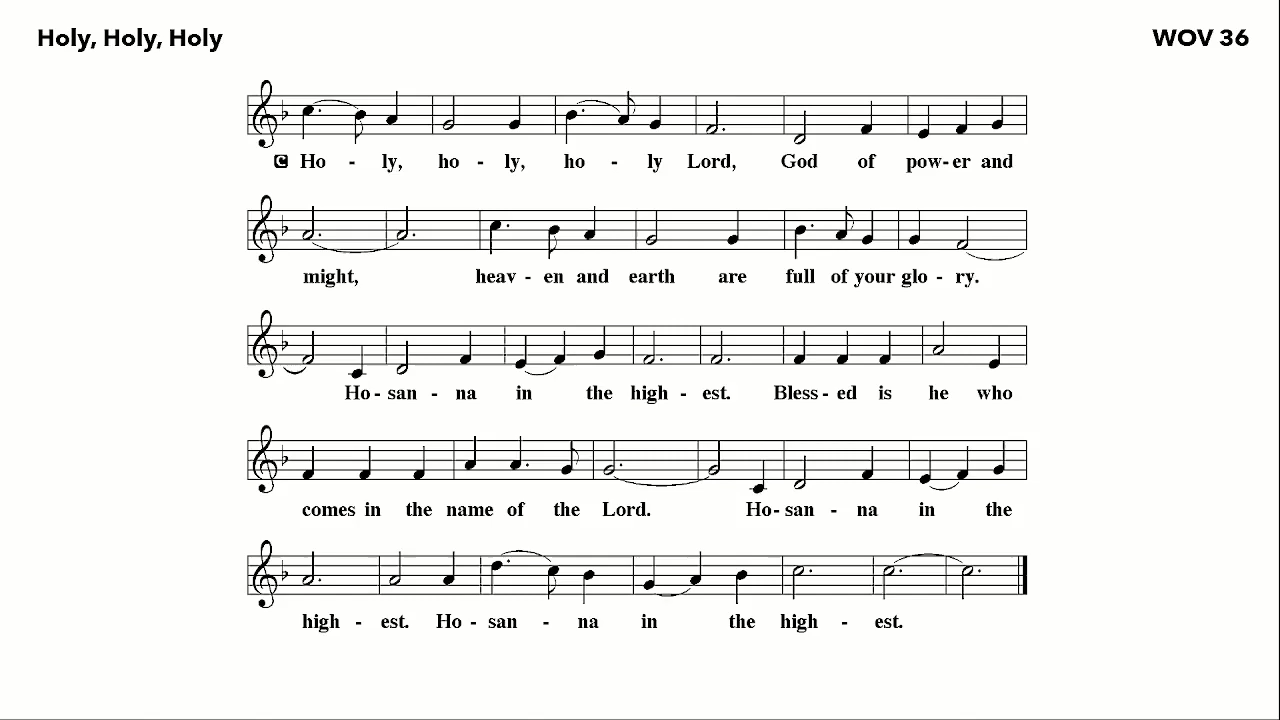 Holy, Holy, Holy WOV 36
C Ho - ly, ho - ly, ho - ly Lord, God of pow - er and
might, heav - en and earth are full of your glo - ry.
Ho - san - na in the high - est. Bless - ed is he who
comes in the name of the Lord. Ho - san - na in the
high - est. Ho - san - na in the high - est.